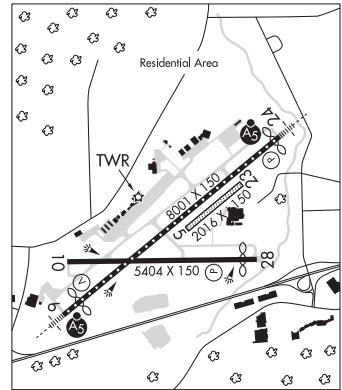 Residential Area
24
A5
P
TWR
8001 X 150
23
2016 X 150
5
10
28
5404 X 150
P
V
6
A5